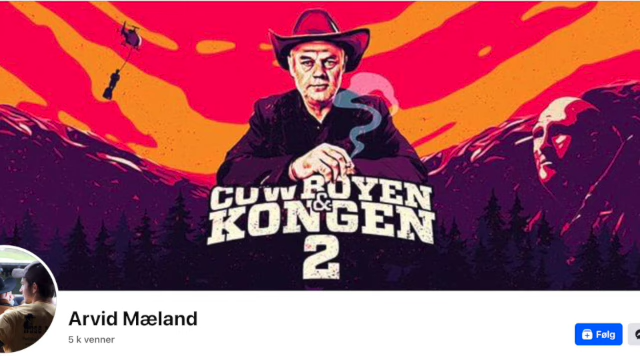 COWBOYEN
&
KONGEN
2
Arvid Mæland
5 k venner
Følg